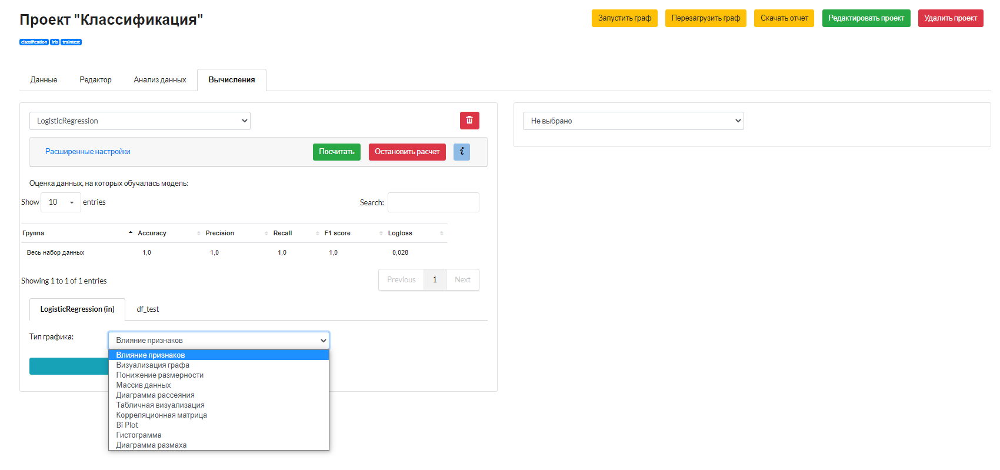 Проект "Классификация"
Запустить граф
Перезагрузить граф
Скачать отчет
Редактировать проект
Удалить проект
classification iris traintest
Данные
Редактор
Анализ данных
Вычисления
LogisticRegression
Не выбрано
Расширенные настройки
Посчитать
Остановить расчет
i
Оценка данных, на которых обучалась модель:
Show 10 entries
Search:
Группа Accuracy Precision Recall F1 score Logloss
Весь набор данных 1,0 1,0 1,0 1,0 0,028
Showing 1 to 1 of 1 entries
Previous 1 Next
LogisticRegression (in)
df_test
Тип графика:
Влияние признаков
Влияние признаков
Визуализация графа
Понижение размерности
Массив данных
Диаграмма рассеяния
Табличная визуализация
Корреляционная матрица
Bi Plot
Гистограмма
Диаграмма размаха